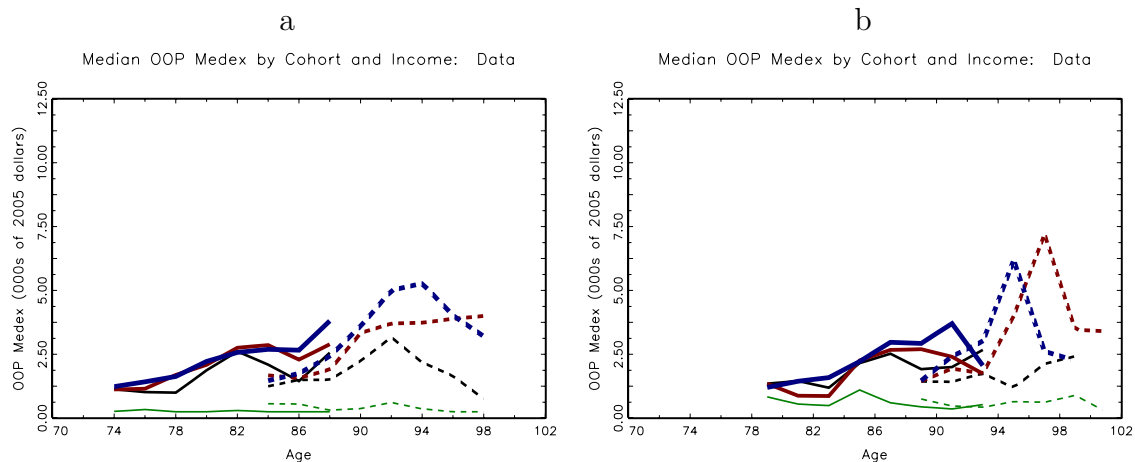 a
b
Median OOP Medex by Cohort and Income: Data
Median OOP Medex by Cohort and Income: Data
OOP Medex (000s of 2005 dollars)
12.50
10.00
7.50
5.00
2.50
0.00
70 74 78 82 86 90 94 98 102
Age
OOP Medex (000s of 2005 dollars)
12.50
10.00
7.50
5.00
2.50
0.00
70 74 78 82 86 90 94 98 102
Age